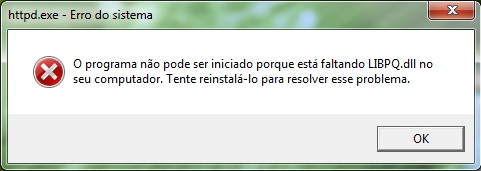 httpd.exe - Erro do sistema
O programa não pode ser iniciado porque está faltando LIBPQ.dll no
seu computador. Tente reinstalá-lo para resolver esse problema.
OK